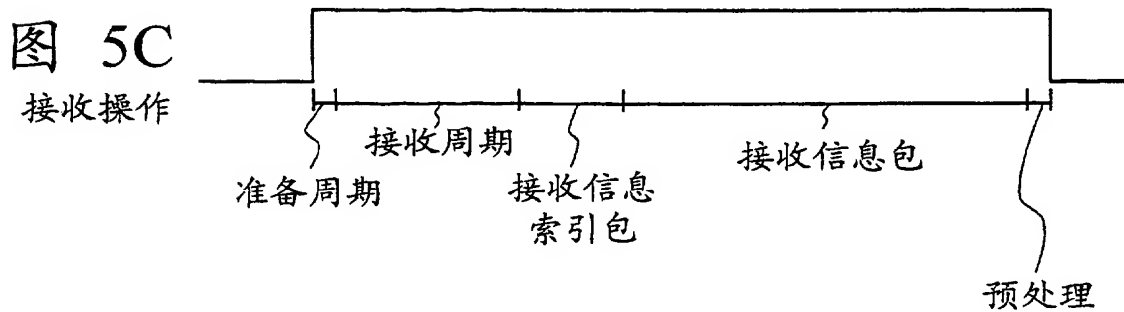 图 5C
接收操作
接收周期
接收信息包
准备周期
接收信息
索引包
预处理